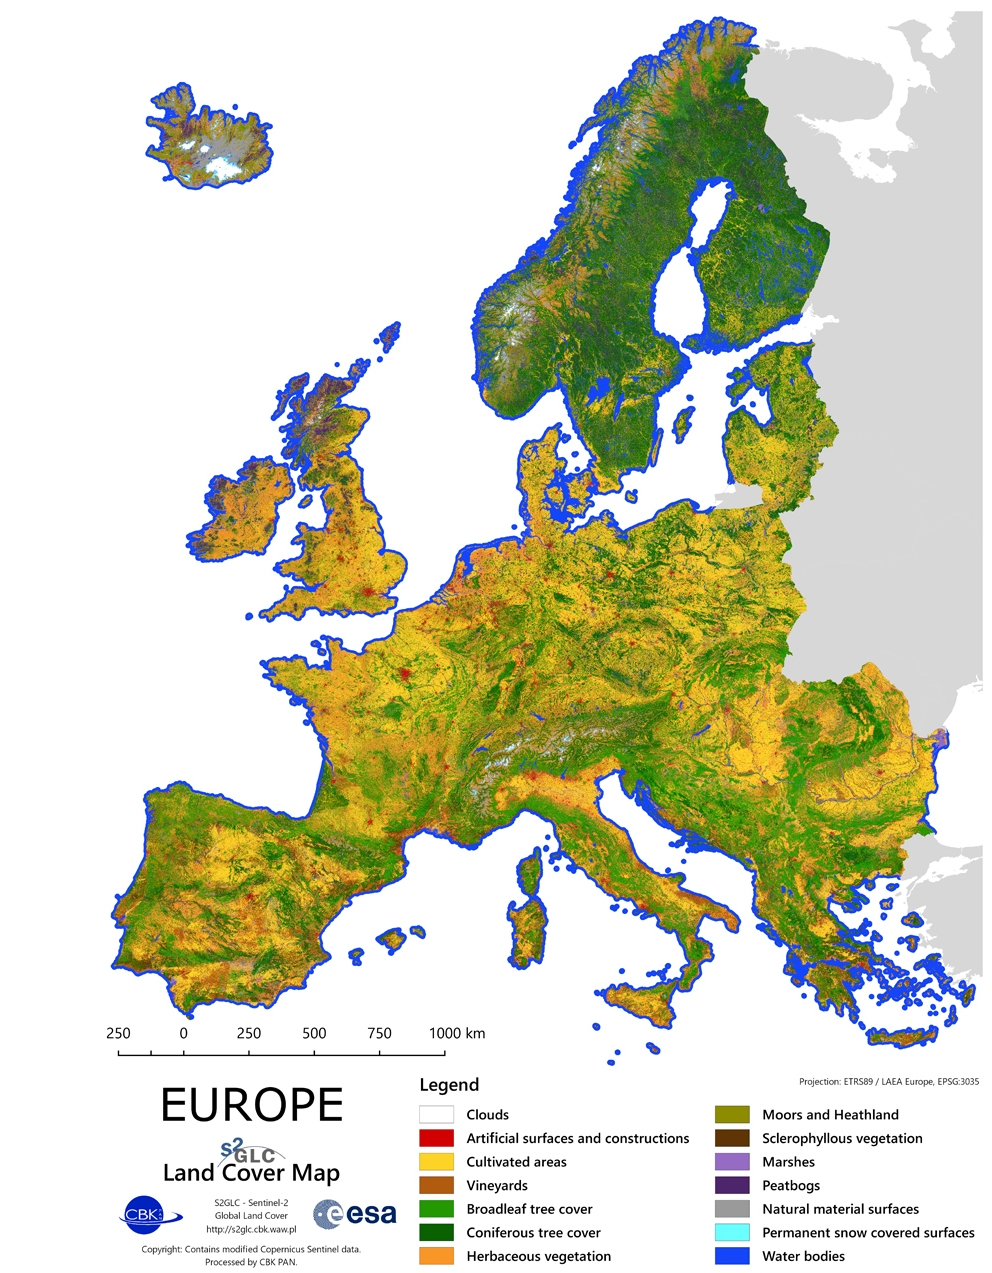 250 0 250 500 750 1000 km
Projection: ETRS89 / LAEA Europe, EPSG:3035
EUROPE
S2
GLC
Land Cover Map
CBK
S2GLC - Sentinel-2
Global Land Cover
http://s2glc.cbk.waw.pl
esa
Copyright: Contains modified Copernicus Sentinel data.
Processed by CBK PAN.
Legend
Clouds
Artificial surfaces and constructions
Cultivated areas
Vineyards
Broadleaf tree cover
Coniferous tree cover
Herbaceous vegetation
Moors and Heathland
Sclerophyllous vegetation
Marshes
Peatbogs
Natural material surfaces
Permanent snow covered surfaces
Water bodies